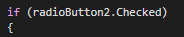 if (radioButton2.Checked)
{